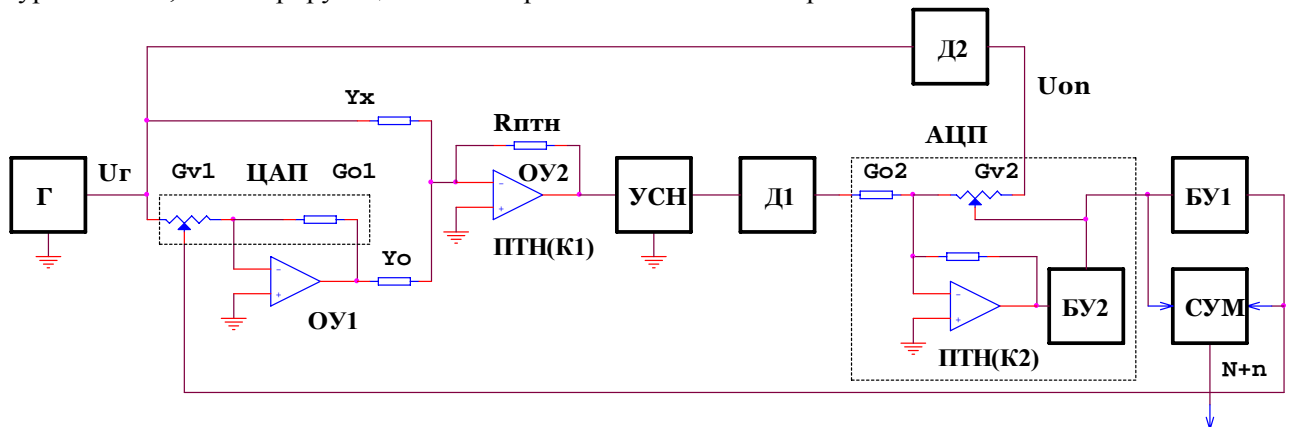 Д2
Uon
Yx
Rптн
АЦП
Gv1
ЦАП
Go1
ОУ2
Go2
Gv2
Uг
Г
УСН
Д1
БУ1
ПТН(К1)
Yo
ОУ1
БУ2
СУМ
ПТН(К2)
N+n